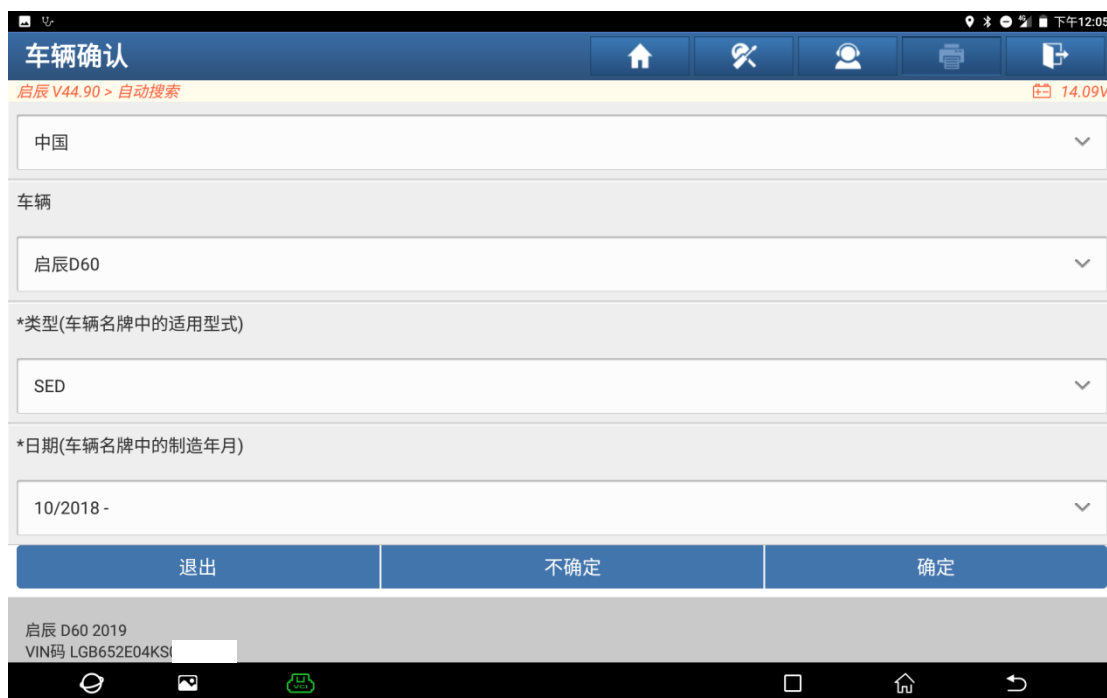 下午12:05
车辆确认
启辰 V44.90 > 自动搜索
14.09V
中国
车辆
启辰D60
*类型(车辆名牌中的适用型式)
SED
*日期(车辆名牌中的制造年月)
10/2018 -
退出
不确定
确定
启辰 D60 2019
VIN码 LGB652E04KS
VCI